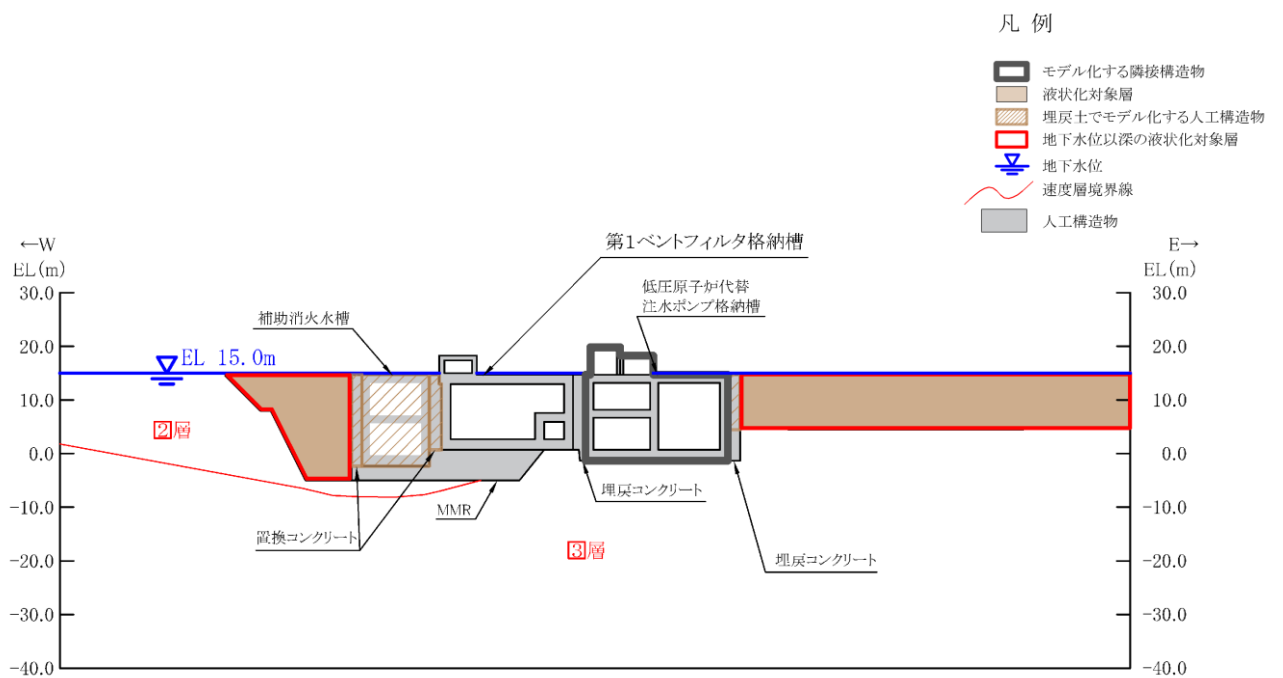 凡 例
モデル化する隣接構造物
液状化対象層
埋戻土でモデル化する人工構造物
地下水位以深の液状化対象層
地下水位
速度層境界線
人工構造物
←W
EL(m)
E→
EL(m)
第1ベントフィルタ格納槽
低圧原子炉代替
注水ポンプ格納槽
補助消火水槽
EL 15.0m
30.0
20.0
10.0
0.0
-10.0
-20.0
-30.0
-40.0
30.0
20.0
10.0
0.0
-10.0
-20.0
-30.0
-40.0
2層
埋戻コンクリート
MMR
置換コンクリート
3層
埋戻コンクリート